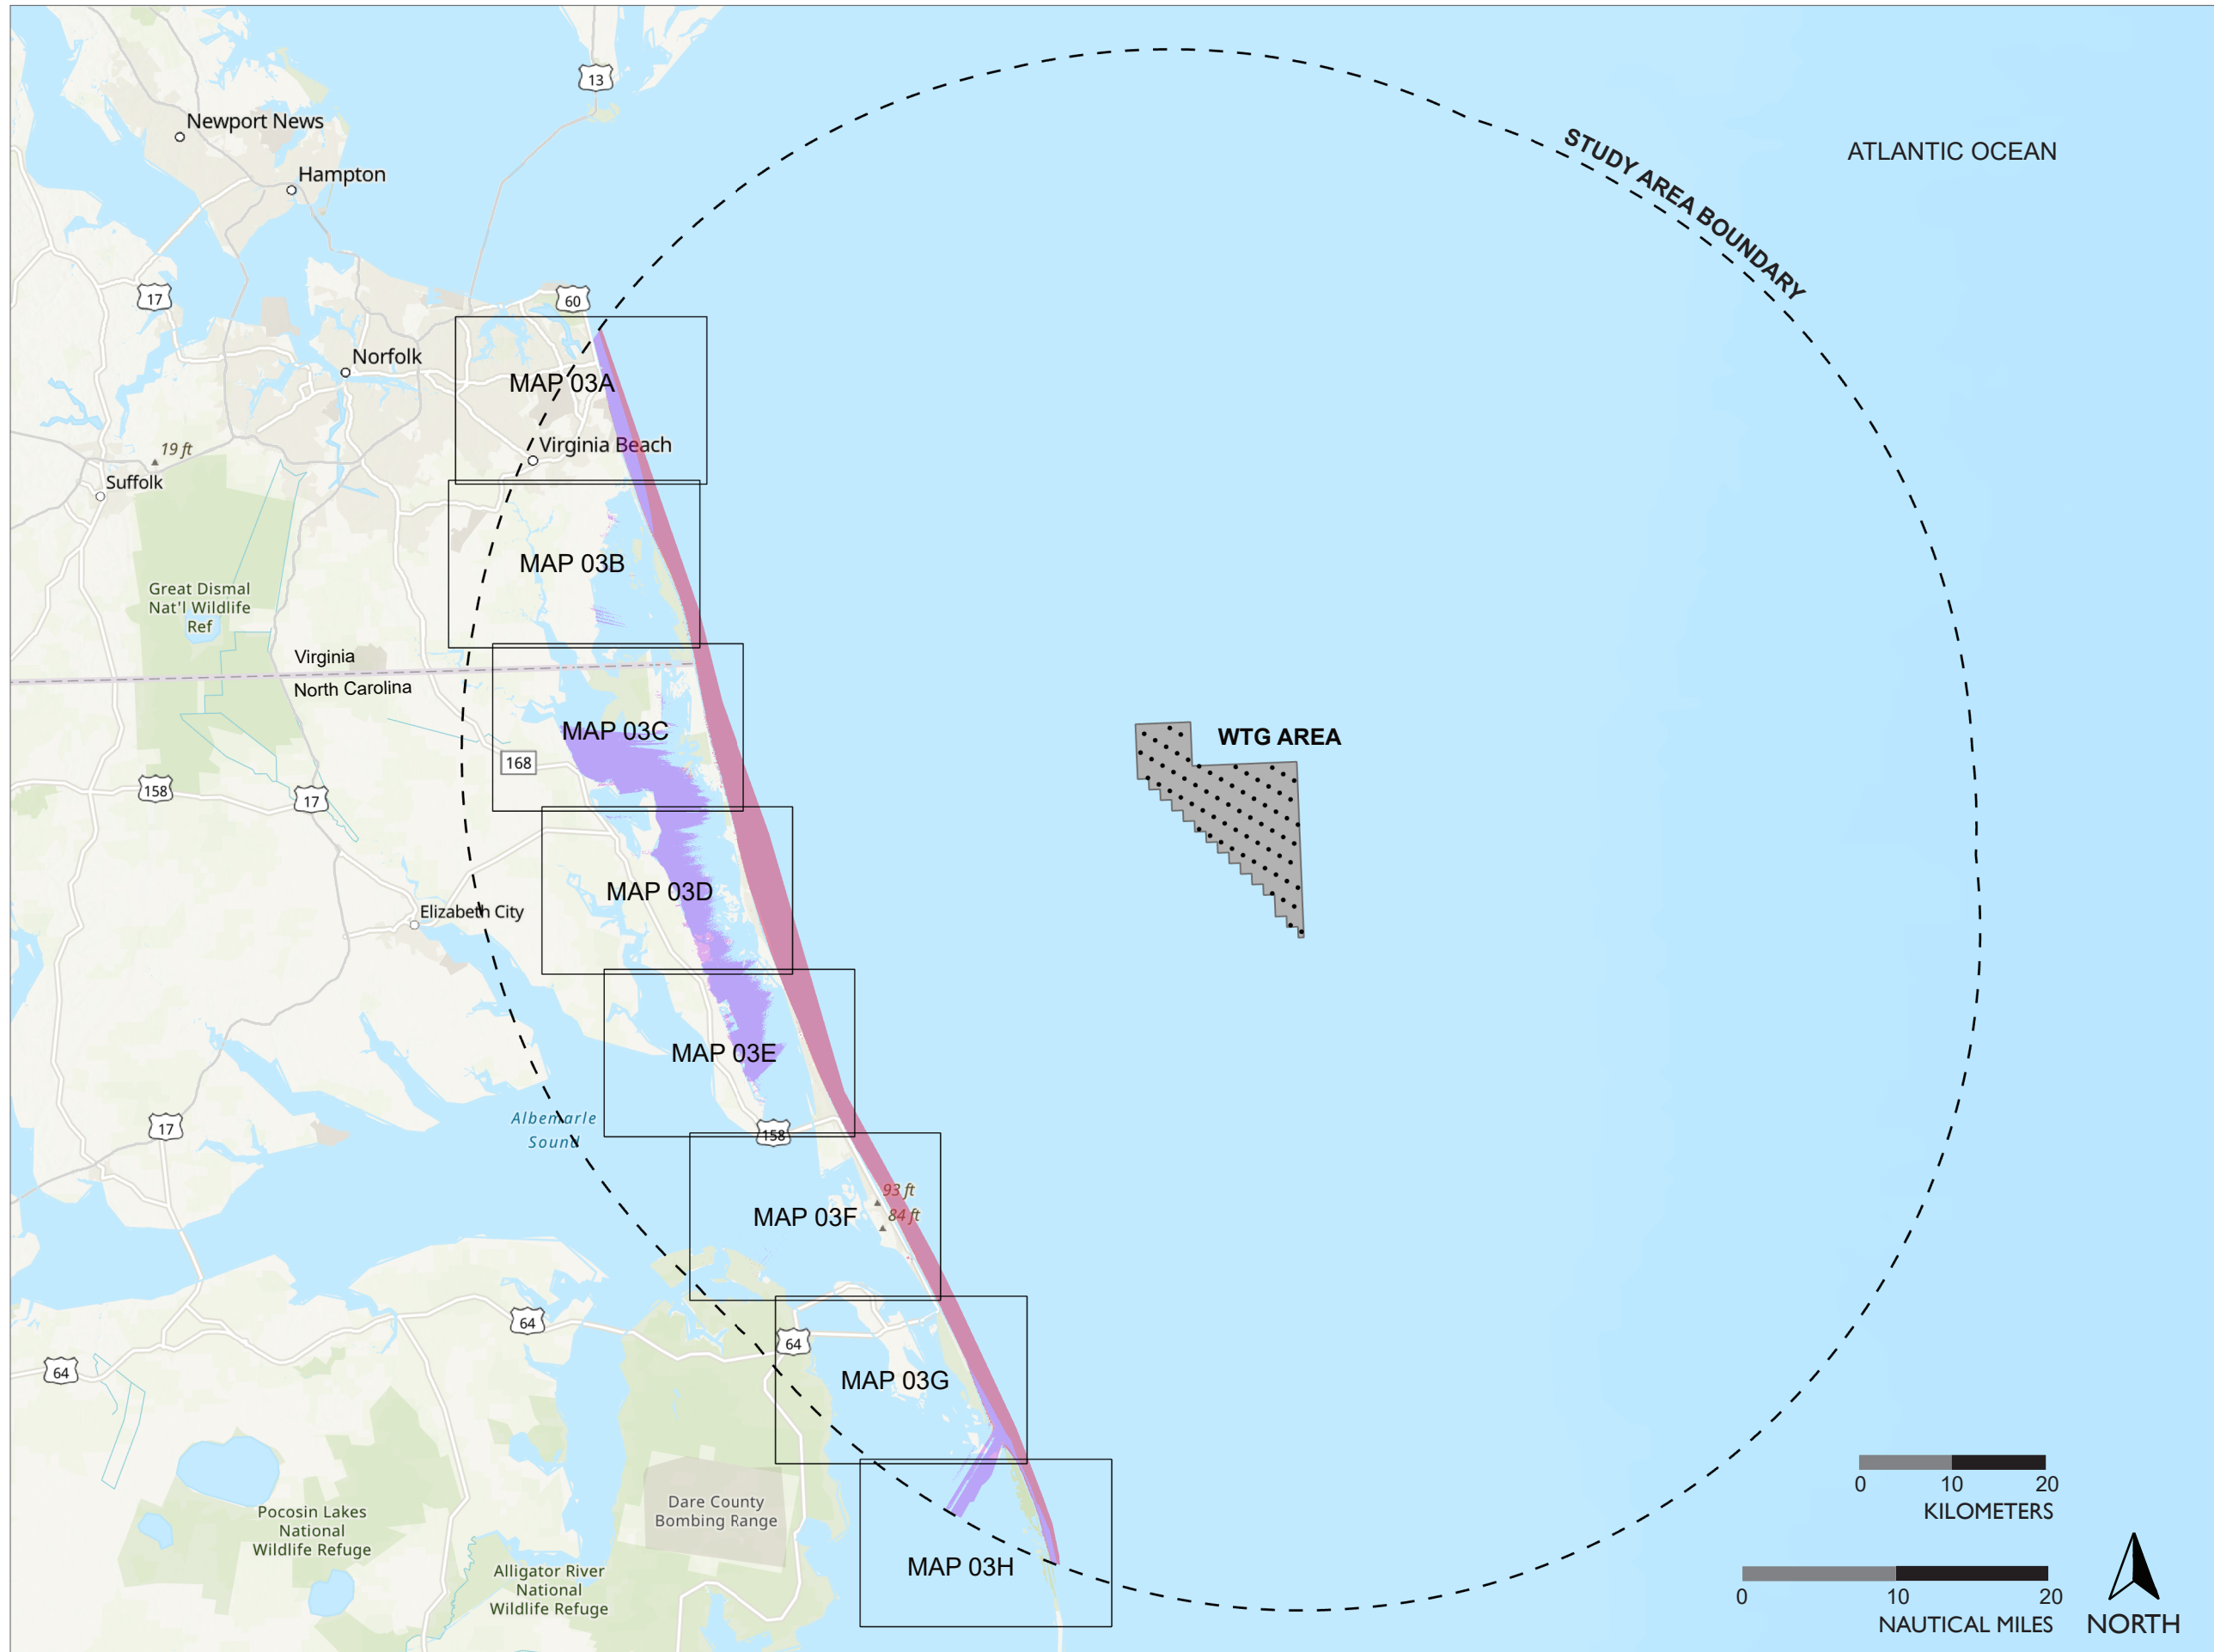 13
Newport News
STUDY AREA BOUNDARY
ATLANTIC OCEAN
Hampton
17
60
Norfolk
MAP 03A
Virginia Beach
19 ft
Suffolk
MAP 03B
Great Dismal
Nat'l Wildlife
Ref
Virginia
North Carolina
MAP 03C
WTG AREA
168
158
17
MAP 03D
Elizabeth City
MAP 03E
Albemarle
Sound
17
158
93 ft
84 ft
MAP 03F
64
64
64
MAP 03G
0 10 20
KILOMETERS
Pocosin Lakes
National
Wildlife Refuge
Dare County
Bombing Range
MAP 03H
Alligator River
National
Wildlife Refuge
0 10 20
NAUTICAL MILES
NORTH